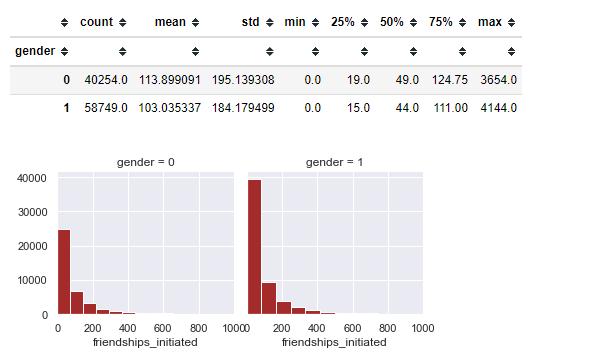 count mean std min 25% 50% 75% max
gender
0 40254.0 113.899091 195.139308 0.0 19.0 49.0 124.75 3654.0
1 58749.0 103.035337 184.179499 0.0 15.0 44.0 111.00 4144.0
gender = 0 gender = 1
40000
30000
20000
10000
0
0 200 400 600 800 1000 200 400 600 800 1000
friendships_initiated friendships_initiated